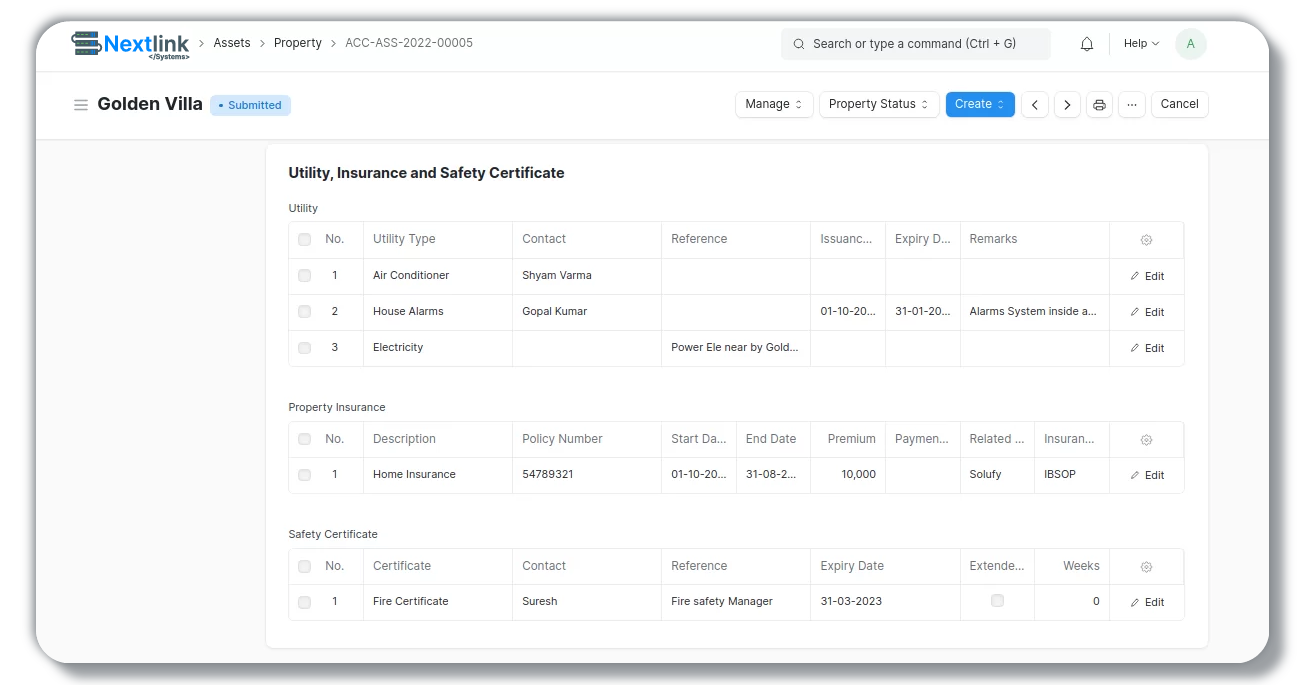 Nextlink
</Systems>
Assets
Property
ACC-ASS-2022-00005
Search or type a command (Ctrl + G)
Help
A
Golden Villa
Submitted
Manage
Property Status
Create
...
Cancel
Utility, Insurance and Safety Certificate
Utility
No. Utility Type Contact Reference Issuanc... Expiry D... Remarks
1 Air Conditioner Shyam Varma Edit
2 House Alarms Gopal Kumar 01-10-20... 31-01-20... Alarms System inside a... Edit
3 Electricity Power Ele near by Gold... Edit
Property Insurance
No. Description Policy Number Start Da... End Date Premium Paymen... Related ... Insuran...
1 Home Insurance 54789321 01-10-20... 31-08-2... 10,000 Solufy IBSOP Edit
Safety Certificate
No. Certificate Contact Reference Expiry Date Extende... Weeks
1 Fire Certificate Suresh Fire safety Manager 31-03-2023 0 Edit